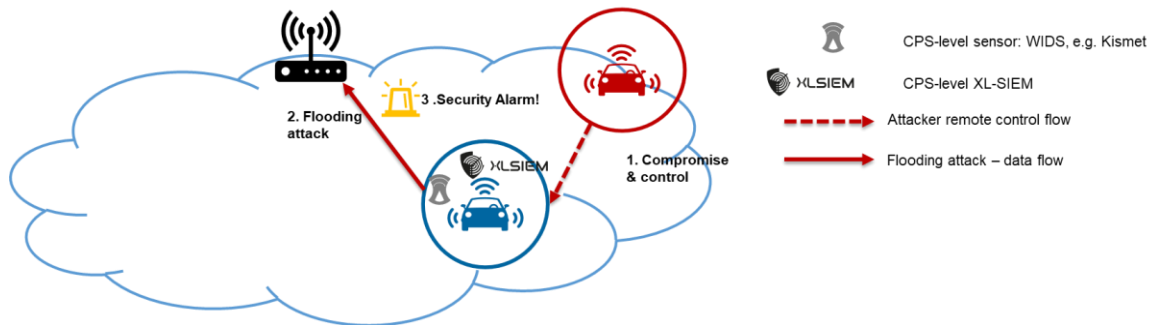 2. Flooding
attack
3 .Security Alarm!
XLSIEM
1. Compromise
& control
CPS-level sensor: WIDS, e.g. Kismet
XLSIEM
CPS-level XL-SIEM
Attacker remote control flow
Flooding attack – data flow